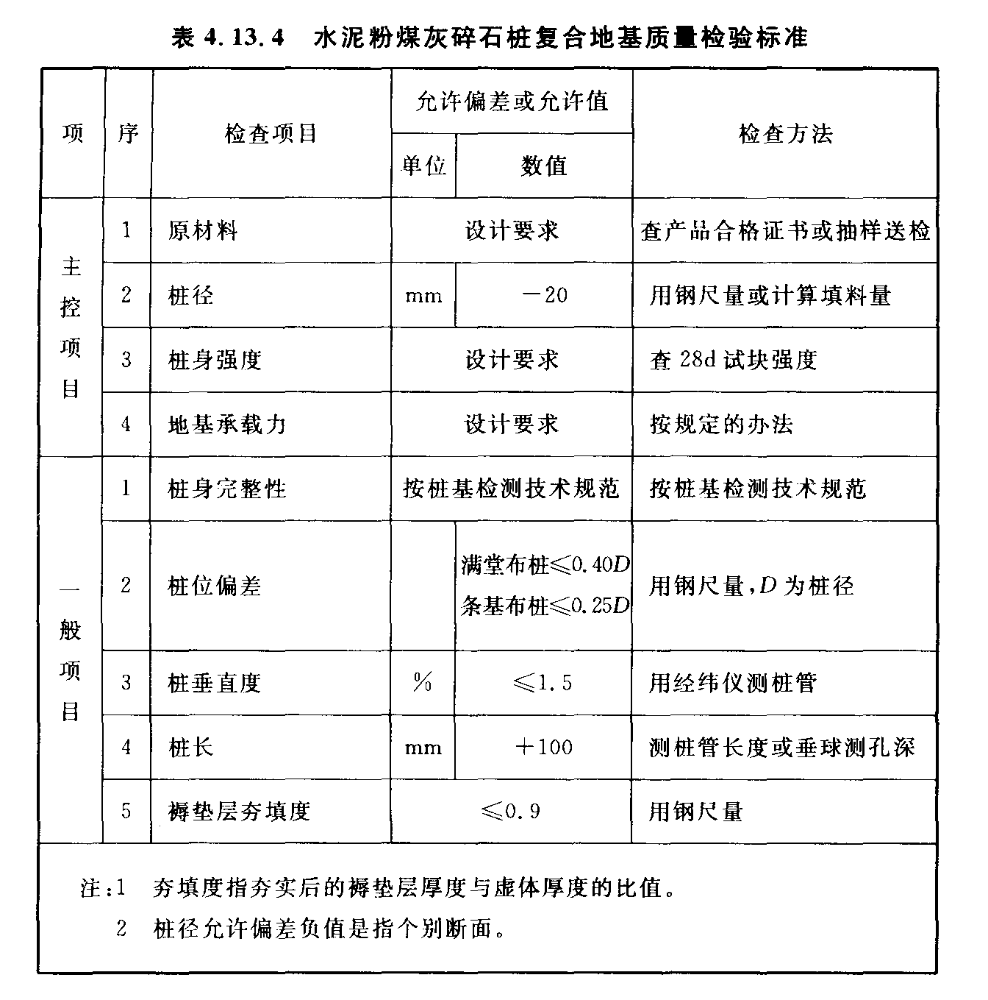 表 4.13.4 水泥粉煤灰碎石桩复合地基质量检验标准
项 序 检查项目 允许偏差或允许值 检查方法
单位 数值
主控项目
1 原材料 设计要求 查产品合格证书或抽样送检
2 桩径 mm －20 用钢尺量或计算填料量
3 桩身强度 设计要求 查 28d 试块强度
4 地基承载力 设计要求 按规定的办法
一般项目
1 桩身完整性 按桩基检测技术规范 按桩基检测技术规范
2 桩位偏差 满堂布桩≤0.40D 用钢尺量，D 为桩径
条基布桩≤0.25D
3 桩垂直度 % ≤1.5 用经纬仪测桩管
4 桩长 mm ＋100 测桩管长度或垂球测孔深
5 褥垫层夯填度 ≤0.9 用钢尺量
注：1 夯填度指夯实后的褥垫层厚度与虚体厚度的比值。
2 桩径允许偏差负值是指个别断面。